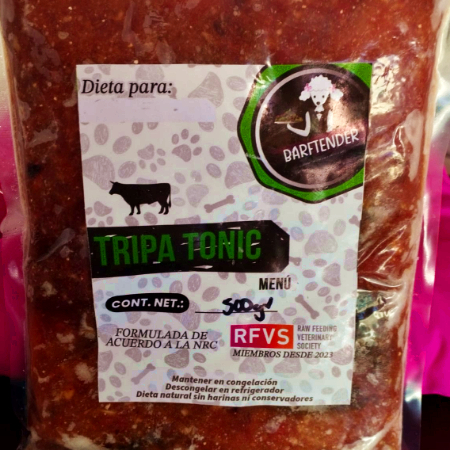 Dieta para:
BARFTENDER
TRIPA TONIC
MENÚ
CONT. NET.: 500gr
FORMULADA DE
ACUERDO A LA NRC
RFVS
RAW FEEDING
VETERINARY
SOCIETY
MIEMBROS DESDE 2023
Mantener en congelación
Descongelar en refrigerador
Dieta natural sin harinas ni conservadores